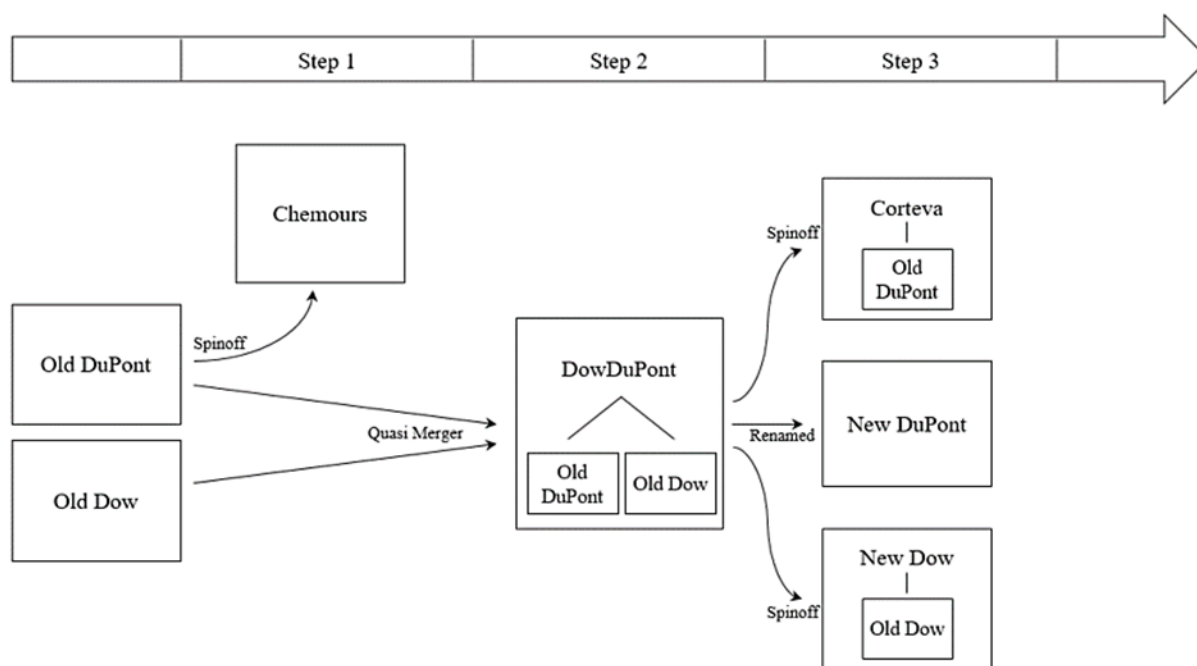 Step 1
Step 2
Step 3
Chemours
Corteva
Spinoff
Old
DuPont
Spinoff
Old DuPont
DowDuPont
Quasi Merger
Renamed
New DuPont
Old
DuPont
Old Dow
Old Dow
New Dow
Spinoff
Old Dow